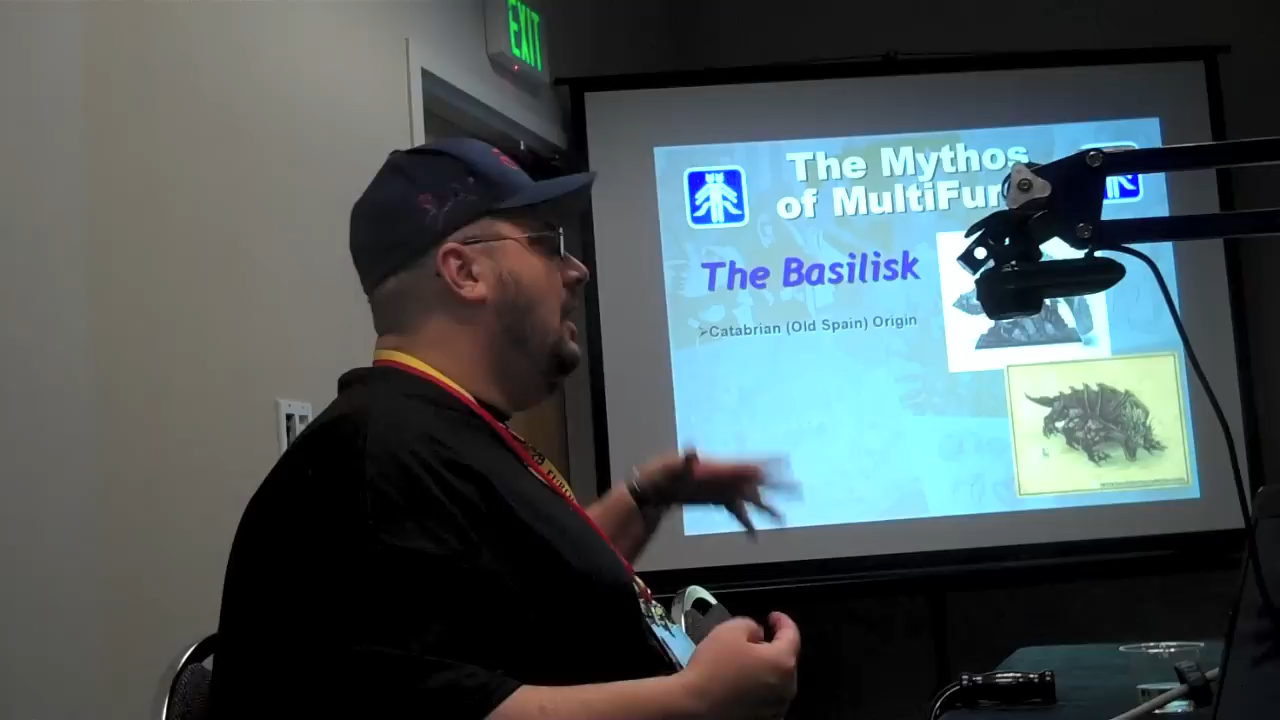 EXIT
The Mythos
of MultiFur
The Basilisk
➢Catabrian (Old Spain) Origin